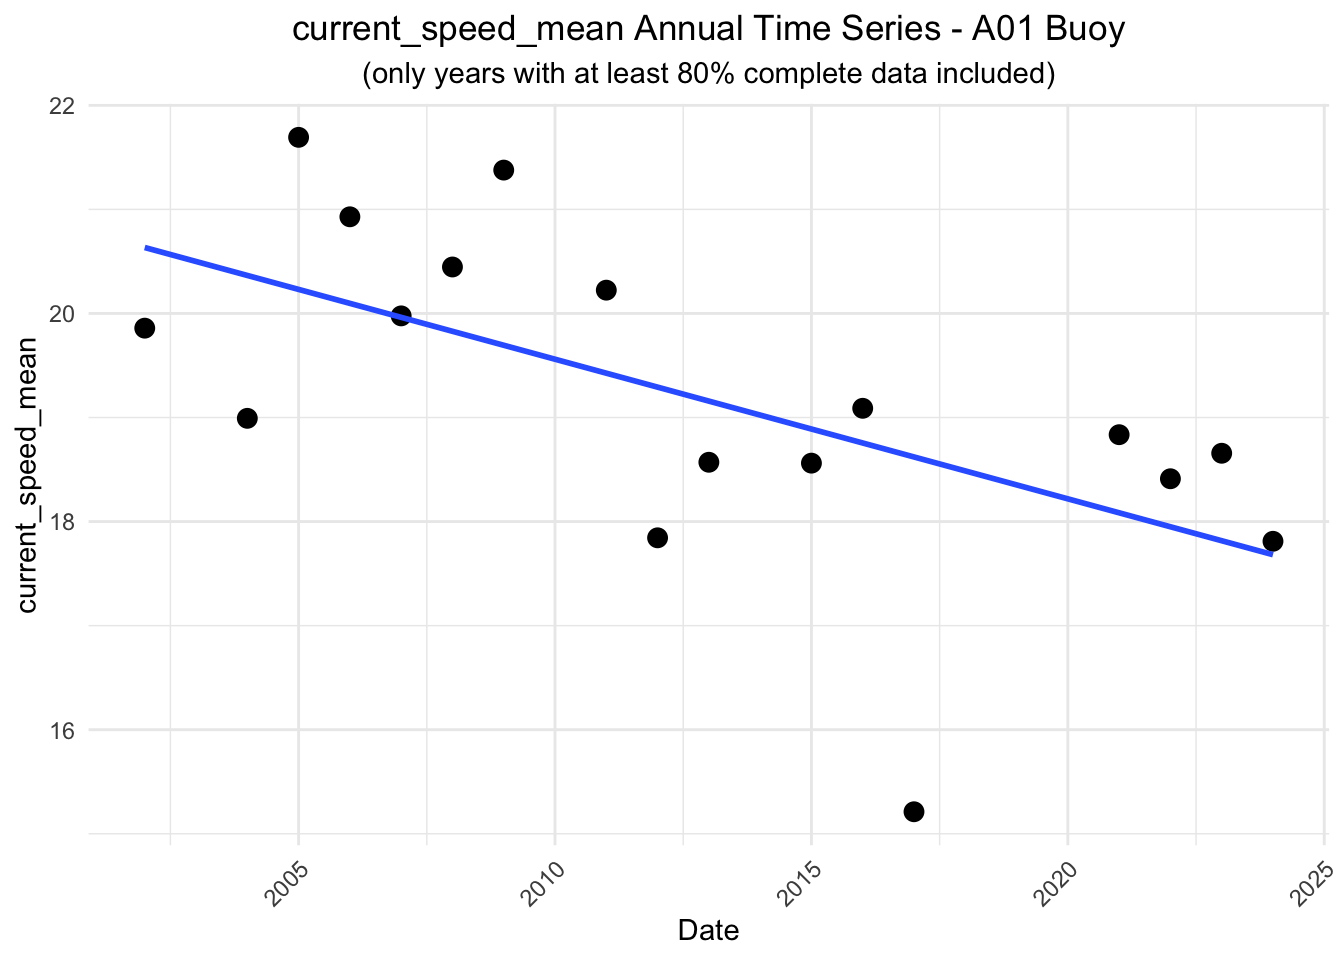 current_speed_mean Annual Time Series - A01 Buoy
(only years with at least 80% complete data included)
22
20
18
16
current_speed_mean
2005
2010
2015
2020
2025
Date